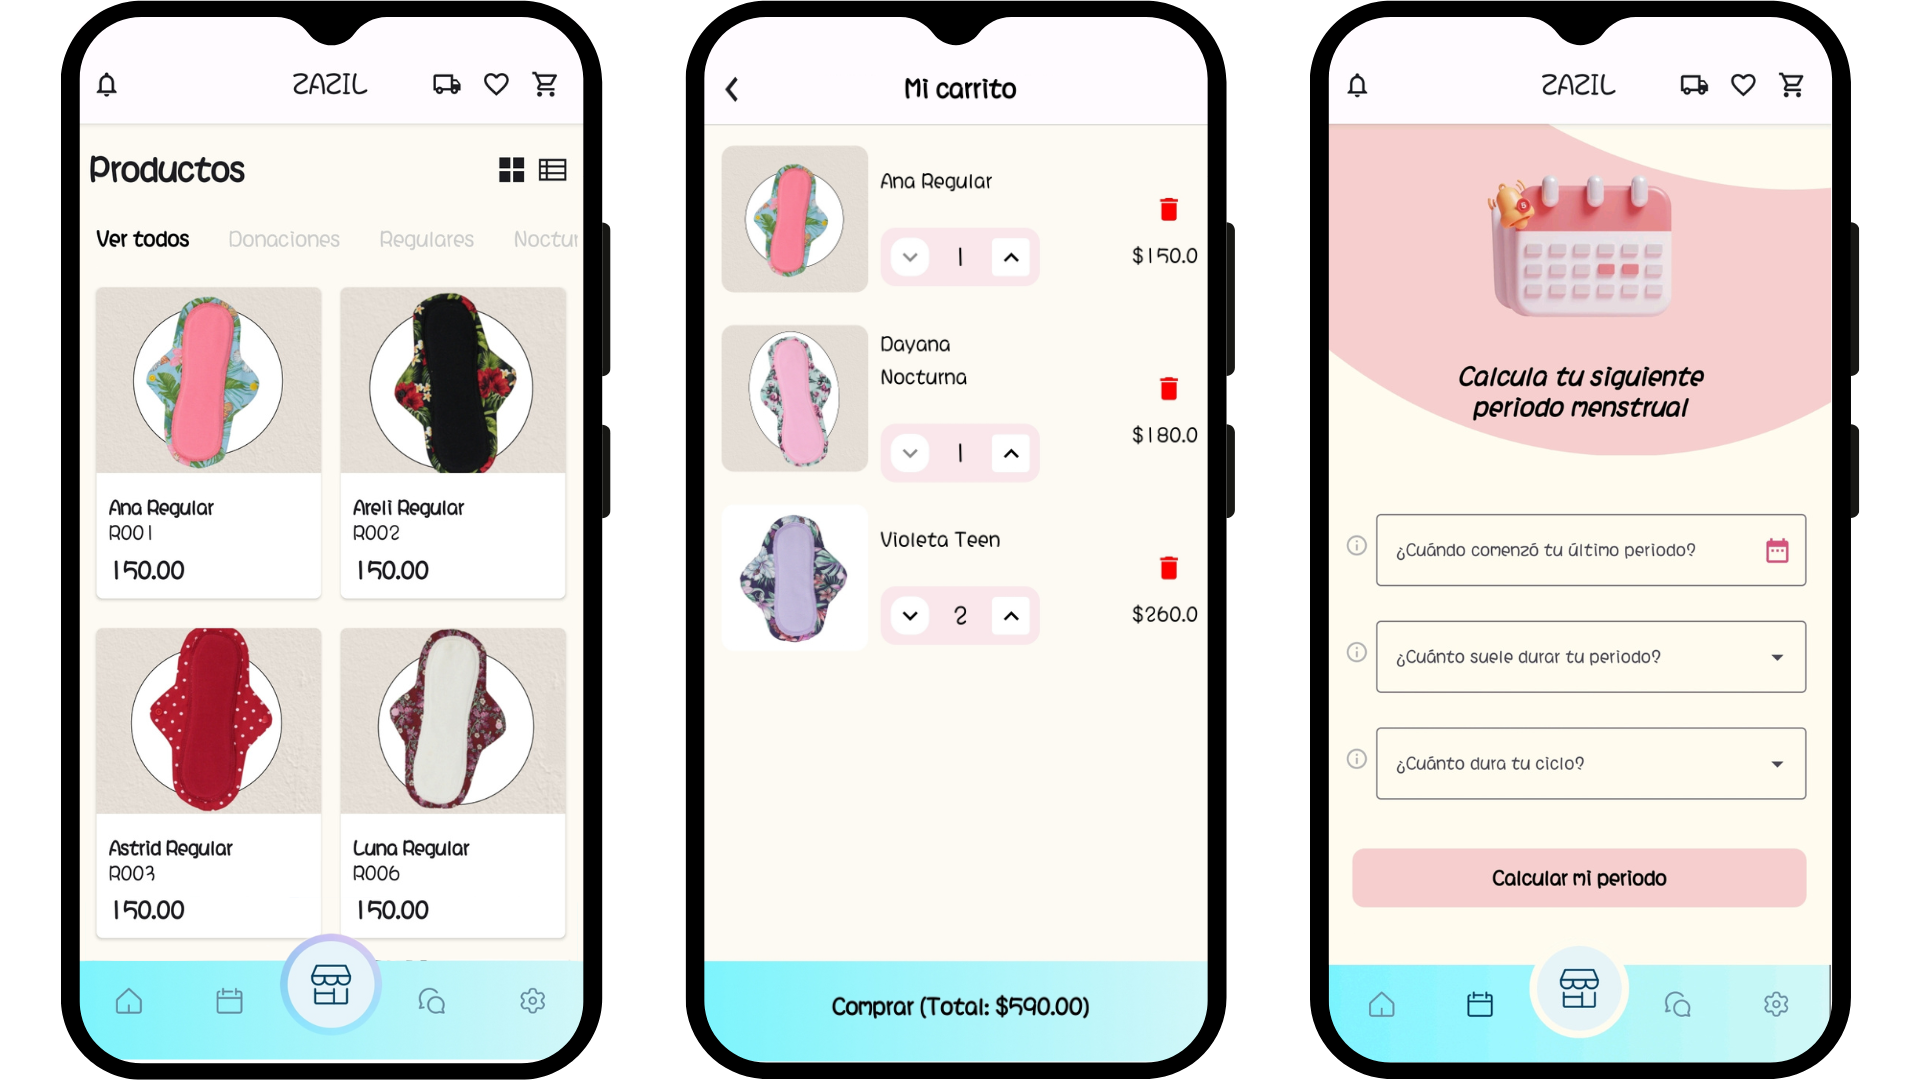 ZAZIL
Productos
Ver todos Donaciones Regulares Noctur
Ana Regular
R001
150.00
Areli Regular
R002
150.00
Astrid Regular
R003
150.00
Luna Regular
R006
150.00
Mi carrito
Ana Regular
1
$150.0
Dayana
Nocturna
1
$180.0
Violeta Teen
2
$260.0
Comprar (Total: $590.00)
ZAZIL
Calcula tu siguiente
periodo menstrual
¿Cuándo comenzó tu último periodo?
¿Cuánto suele durar tu periodo?
¿Cuánto dura tu ciclo?
Calcular mi periodo